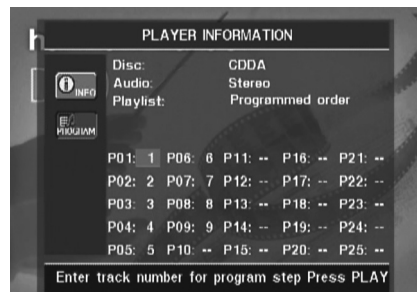 PLAYER INFORMATION
Disc: CDDA
Audio: Stereo
Playlist: Programmed order
INFO
PROGRAM
P01: 1 P06: 6 P11: -- P16: -- P21: --
P02: 2 P07: 7 P12: -- P17: -- P22: --
P03: 3 P08: 8 P13: -- P18: -- P23: --
P04: 4 P09: 9 P14: -- P19: -- P24: --
P05: 5 P10: -- P15: -- P20: -- P25: --
Enter track number for program step Press PLAY